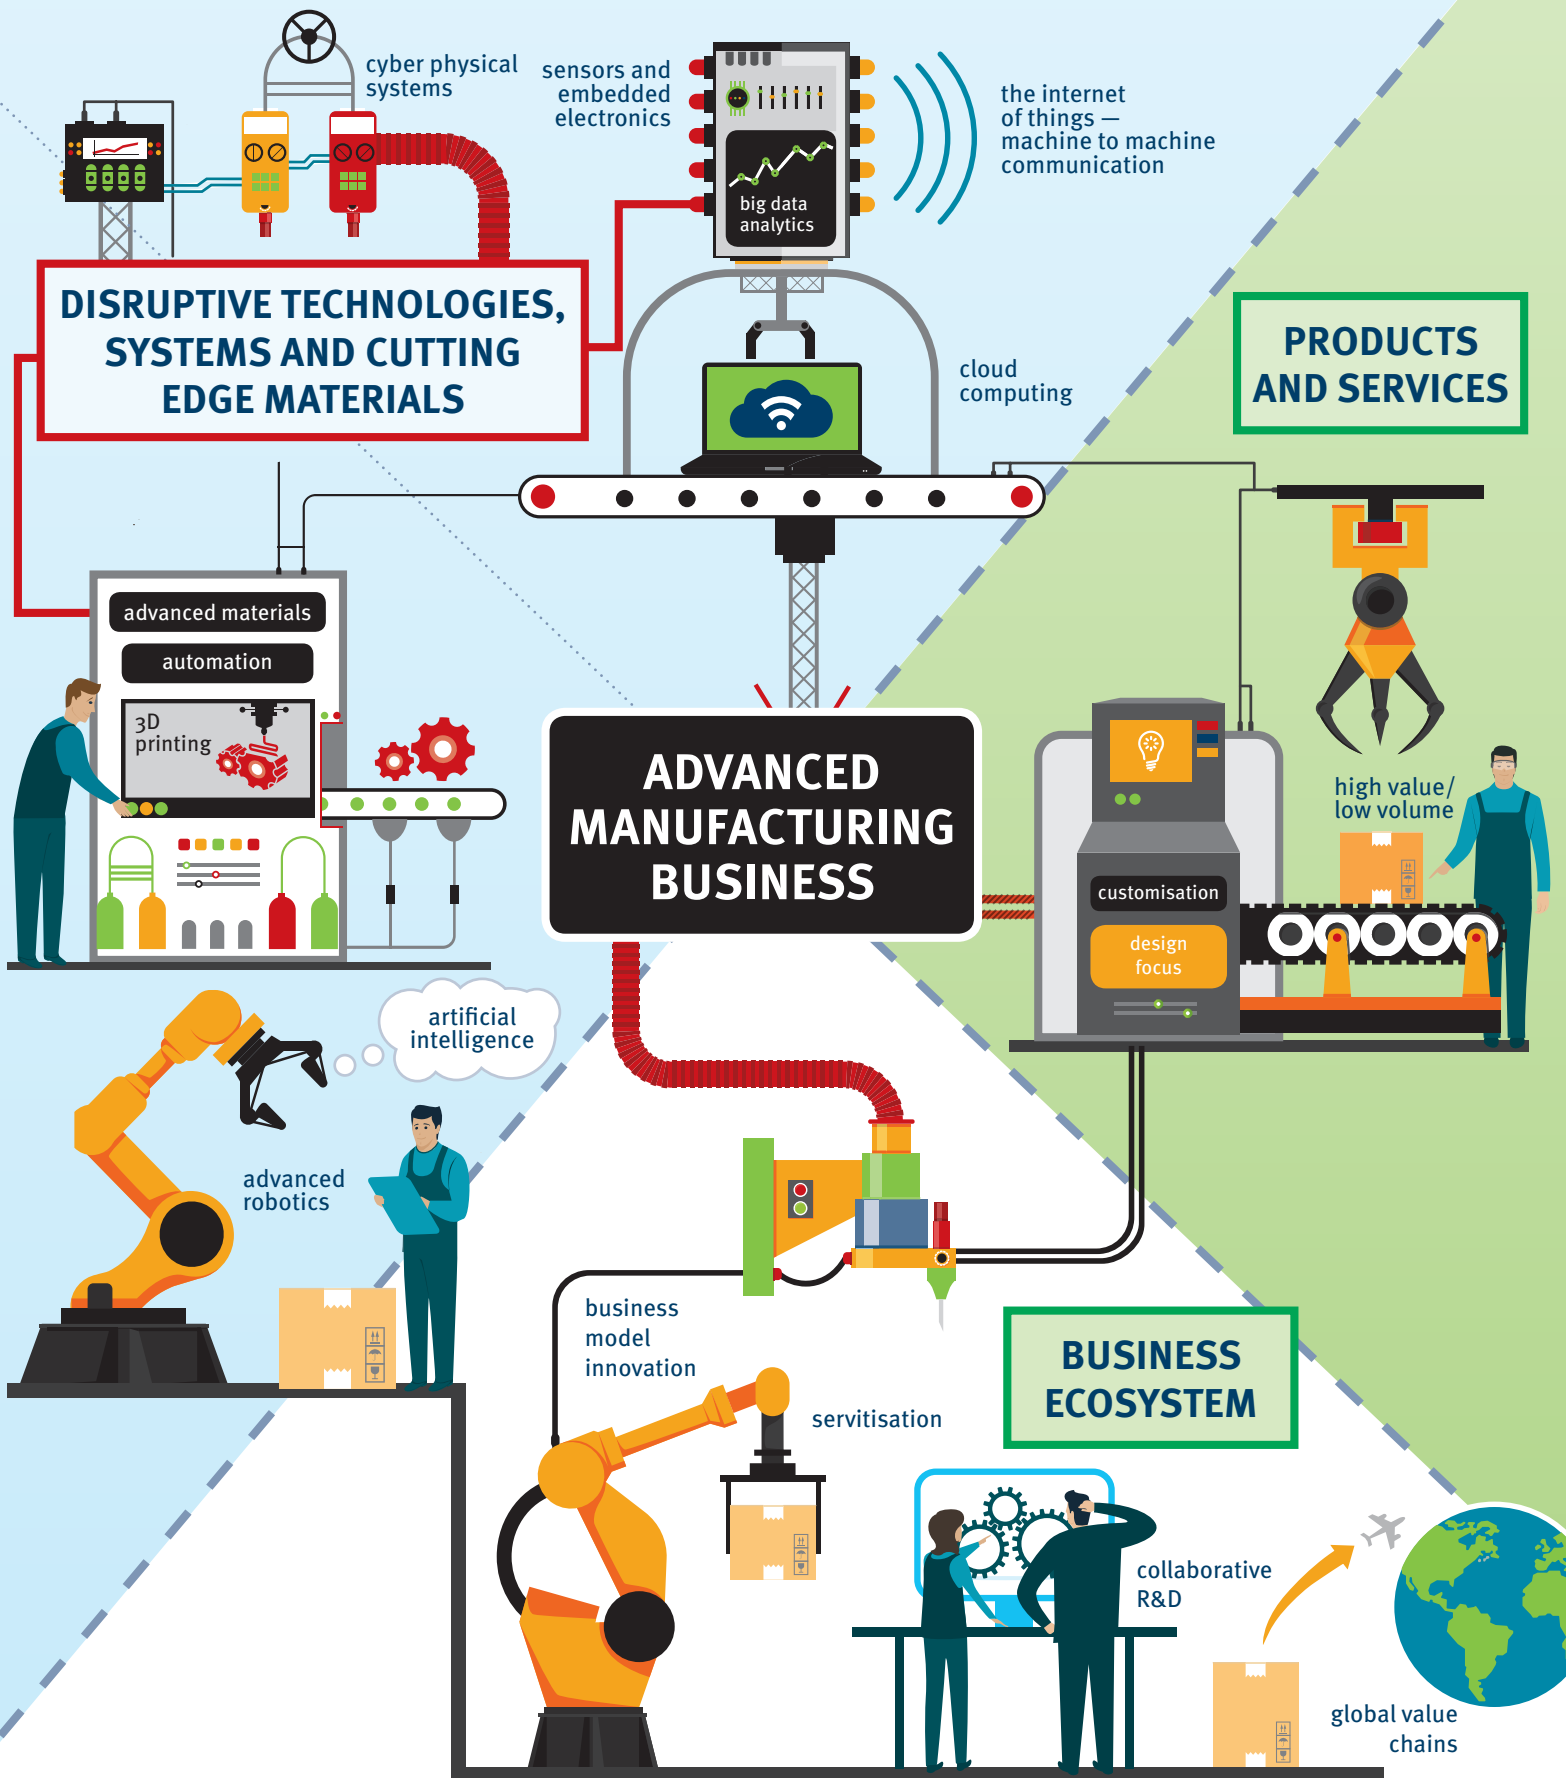 cyber physical
systems
sensors and
embedded
electronics
big data
analytics
the internet
of things —
machine to machine
communication
DISRUPTIVE TECHNOLOGIES,
SYSTEMS AND CUTTING
EDGE MATERIALS
cloud
computing
PRODUCTS
AND SERVICES
advanced materials
automation
3D
printing
ADVANCED
MANUFACTURING
BUSINESS
high value/
low volume
customisation
design
focus
artificial
intelligence
advanced
robotics
business
model
innovation
servitisation
BUSINESS
ECOSYSTEM
collaborative
R&D
global value
chains